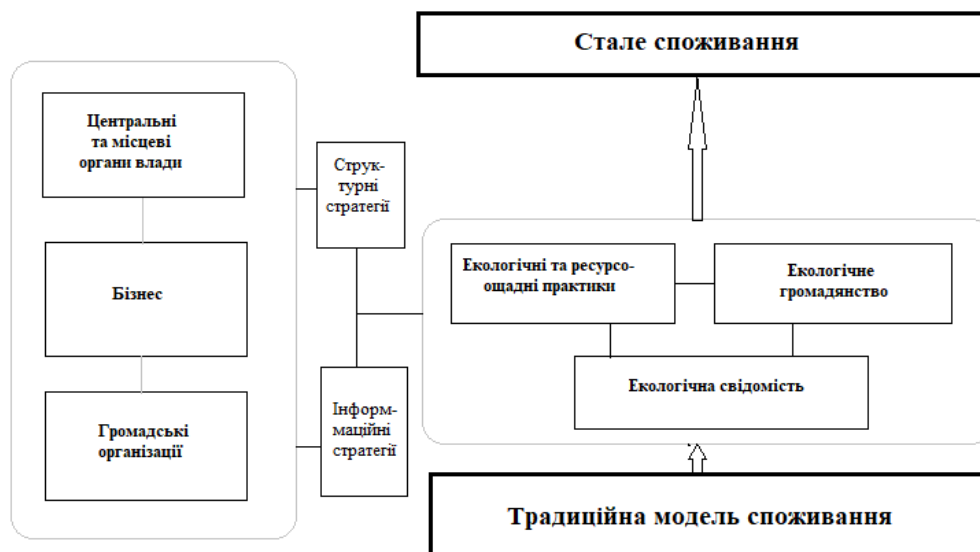 Стале споживання
Центральні
та місцеві
органи влади
Струк-
турні
стратегії
Екологічні та ресурсо-
ощадні практики
Екологічне
громадянство
Бізнес
Екологічна свідомість
Інформ-
маційні
стратегії
Громадські
організації
Традиційна модель споживання